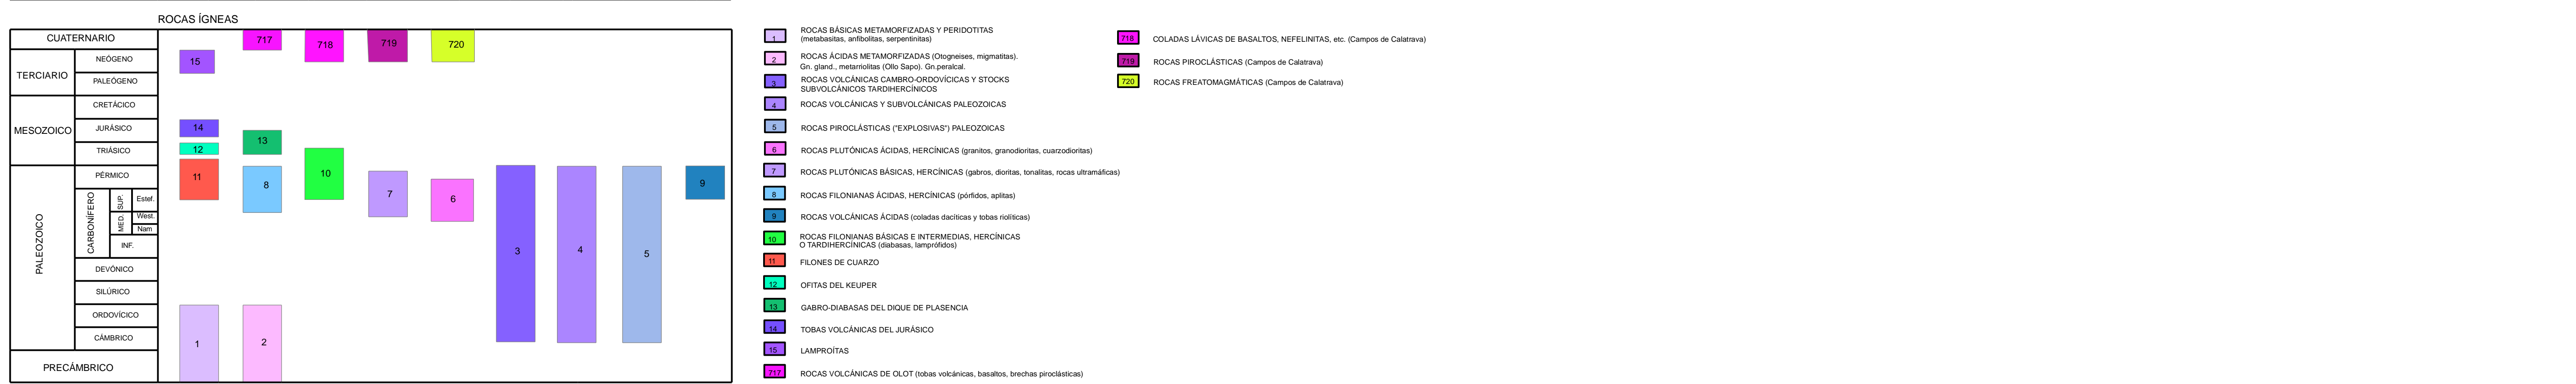 ROCAS ÍGNEAS
CUATERNARIO
TERCIARIO
NEÓGENO
PALEÓGENO
MESOZOICO
CRETÁCICO
JURÁSICO
TRIÁSICO
PALEOZOICO
PÉRMICO
CARBONÍFERO
SUP.
Estef.
MED.
West.
Nam
INF.
DEVÓNICO
SILÚRICO
ORDOVÍCICO
CÁMBRICO
PRECÁMBRICO
717
718
719
720
15
14
13
12
11
8
10
7
6
9
3
4
5
1
2
1 ROCAS BÁSICAS METAMORFIZADAS Y PERIDOTITAS
(metabasitas, anfibolitas, serpentinitas)
2 ROCAS ÁCIDAS METAMORFIZADAS (Otogneises, migmatitas).
Gn. gland., metarriolitas (Ollo Sapo). Gn.peralcal.
3 ROCAS VOLCÁNICAS CAMBRO-ORDOVÍCICAS Y STOCKS
SUBVOLCÁNICOS TARDIHERCÍNICOS
4 ROCAS VOLCÁNICAS Y SUBVOLCÁNICAS PALEOZOICAS
5 ROCAS PIROCLÁSTICAS ("EXPLOSIVAS") PALEOZOICAS
6 ROCAS PLUTÓNICAS ÁCIDAS, HERCÍNICAS (granitos, granodioritas, cuarzodioritas)
7 ROCAS PLUTÓNICAS BÁSICAS, HERCÍNICAS (gabros, dioritas, tonalitas, rocas ultramáficas)
8 ROCAS FILONIANAS ÁCIDAS, HERCÍNICAS (pórfidos, aplitas)
9 ROCAS VOLCÁNICAS ÁCIDAS (coladas dacíticas y tobas riolíticas)
10 ROCAS FILONIANAS BÁSICAS E INTERMEDIAS, HERCÍNICAS
O TARDIHERCÍNICAS (diabasas, lamprófidos)
11 FILONES DE CUARZO
12 OFITAS DEL KEUPER
13 GABRO-DIABASAS DEL DIQUE DE PLASENCIA
14 TOBAS VOLCÁNICAS DEL JURÁSICO
15 LAMPROÍTAS
717 ROCAS VOLCÁNICAS DE OLOT (tobas volcánicas, basaltos, brechas piroclásticas)
718 COLADAS LÁVICAS DE BASALTOS, NEFELINITAS, etc. (Campos de Calatrava)
719 ROCAS PIROCLÁSTICAS (Campos de Calatrava)
720 ROCAS FREATOMAGMÁTICAS (Campos de Calatrava)